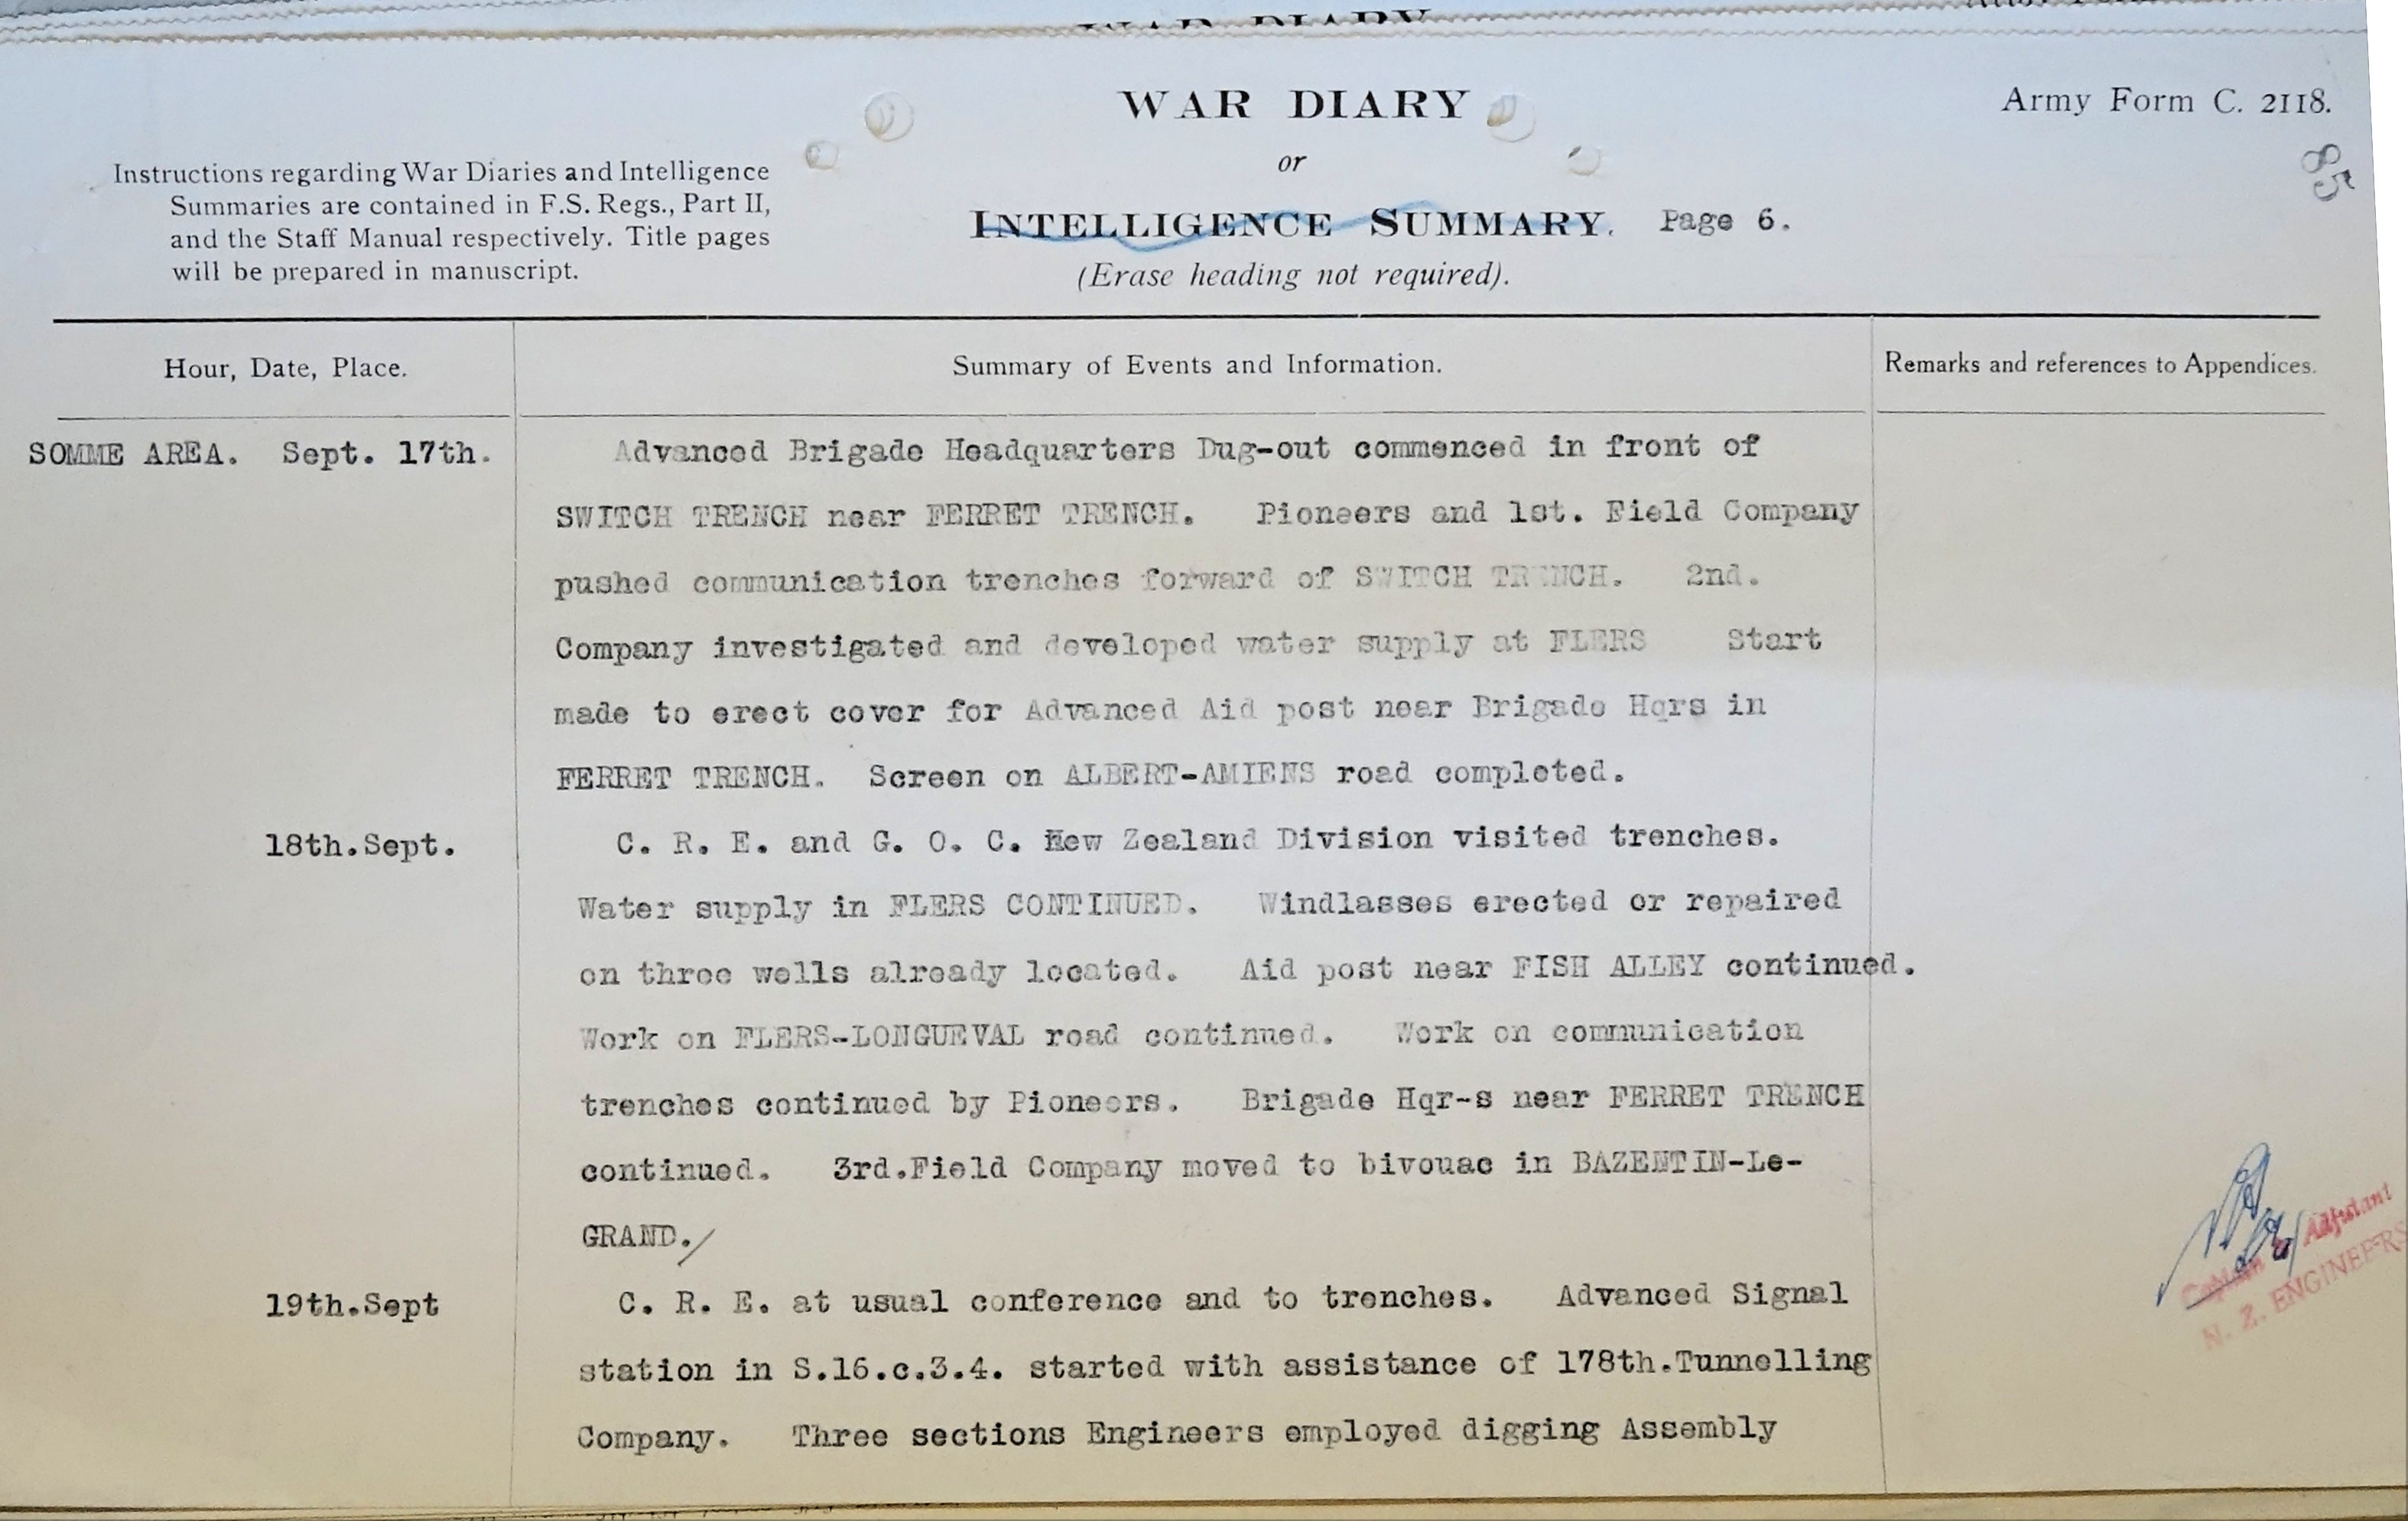 WAR DIARY
Army Form C. 2118.
85
or
INTELLIGENCE SUMMARY. Page 6.
(Erase heading not required).
Instructions regarding War Diaries and Intelligence
Summaries are contained in F.S. Regs., Part II,
and the Staff Manual respectively. Title pages
will be prepared in manuscript.
Hour, Date, Place.
Summary of Events and Information.
Remarks and references to Appendices.
SOMME AREA. Sept. 17th.
Advanced Brigade Headquarters Dug-out commenced in front of
SWITCH TRENCH near FERRET TRENCH. Pioneers and 1st. Field Company
pushed communication trenches forward of SWITCH TRENCH. 2nd.
Company investigated and developed water supply at FLERS Start
made to erect cover for Advanced Aid post near Brigade Hqrs in
FERRET TRENCH. Screen on ALBERT-AMIENS road completed.
18th.Sept.
C. R. E. and G. O. C. New Zealand Division visited trenches.
Water supply in FLERS CONTINUED. Windlasses erected or repaired
on three wells already located. Aid post near FISH ALLEY continued.
Work on FLERS-LONGUEVAL road continued. Work on communication
trenches continued by Pioneers. Brigade Hqr-s near FERRET TRENCH
continued. 3rd.Field Company moved to bivouac in BAZENTIN-Le-
GRAND./
19th.Sept
C. R. E. at usual conference and to trenches. Advanced Signal
station in S.16.c.3.4. started with assistance of 178th.Tunnelling
Company. Three sections Engineers employed digging Assembly
Captain Adjutant
N. Z. ENGINEERS